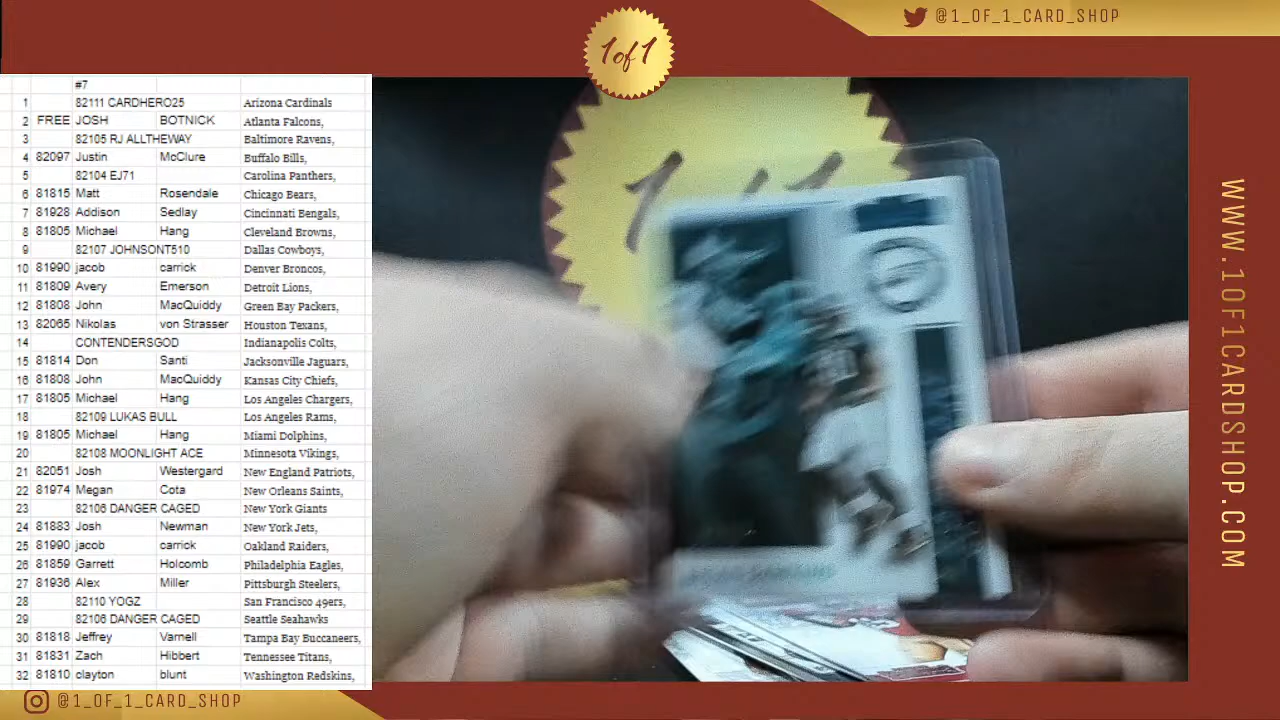 @1_OF_1_CARD_SHOP
1 of 1
#7
1 82111 CARDHERO25 Arizona Cardinals
2 FREE JOSH BOTNICK Atlanta Falcons,
3 82105 RJ ALLTHEWAY Baltimore Ravens,
4 82097 Justin McClure Buffalo Bills,
5 82104 EJ71 Carolina Panthers,
6 81815 Matt Rosendale Chicago Bears,
7 81928 Addison Sedlay Cincinnati Bengals,
8 81805 Michael Hang Cleveland Browns,
9 82107 JOHNSONT510 Dallas Cowboys,
10 81990 jacob carrick Denver Broncos,
11 81809 Avery Emerson Detroit Lions,
12 81808 John MacQuiddy Green Bay Packers,
13 82065 Nikolas von Strasser Houston Texans,
14 CONTENDERSGOD Indianapolis Colts,
15 81814 Don Santi Jacksonville Jaguars,
16 81808 John MacQuiddy Kansas City Chiefs,
17 81805 Michael Hang Los Angeles Chargers,
18 82109 LUKAS BULL Los Angeles Rams,
19 81805 Michael Hang Miami Dolphins,
20 82108 MOONLIGHT ACE Minnesota Vikings,
21 82051 Josh Westergard New England Patriots,
22 81974 Megan Cota New Orleans Saints,
23 82106 DANGER CAGED New York Giants
24 81883 Josh Newman New York Jets,
25 81990 jacob carrick Oakland Raiders,
26 81859 Garrett Holcomb Philadelphia Eagles,
27 81936 Alex Miller Pittsburgh Steelers,
28 82110 YOGZ San Francisco 49ers,
29 82106 DANGER CAGED Seattle Seahawks
30 81818 Jeffrey Varnell Tampa Bay Buccaneers,
31 81831 Zach Hibbert Tennessee Titans,
32 81810 clayton blunt Washington Redskins,
WWW.1OF1CARDSHOP.COM
@1_OF_1_CARD_SHOP